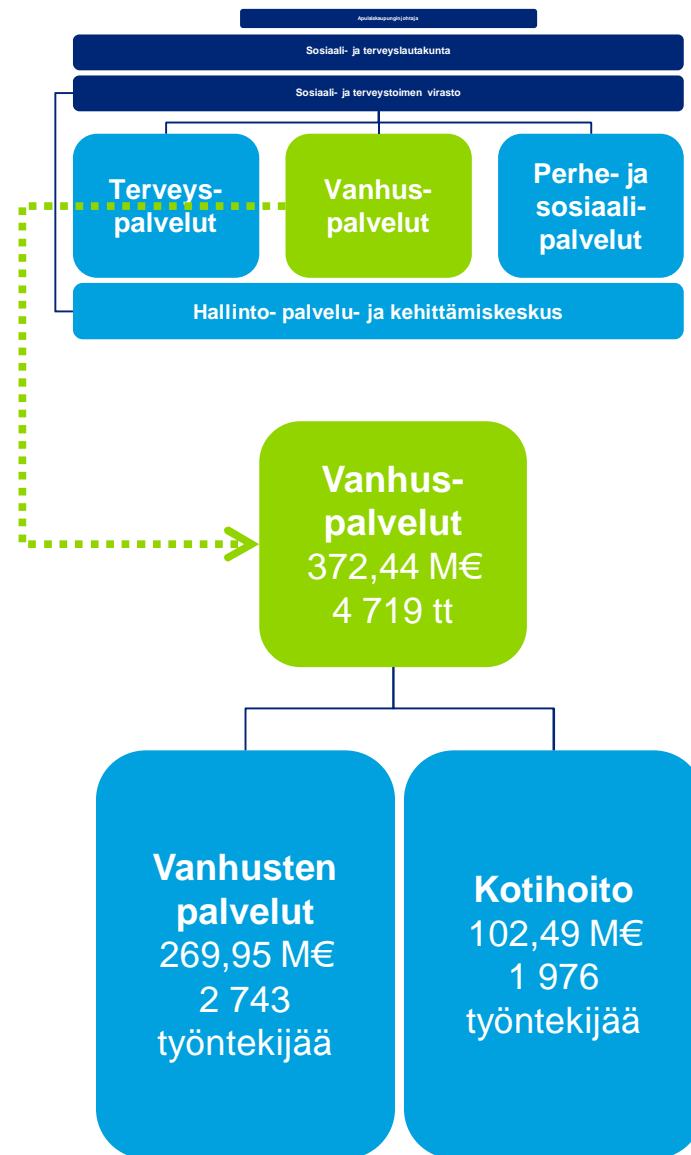 Apulaiskaupunginjohtaja
Sosiaali- ja terveyslautakunta
Sosiaali- ja terveystoimen virasto
Terveys-
palvelut
Vanhus-
palvelut
Perhe- ja
sosiaali-
palvelut
Hallinto- palvelu- ja kehittämiskeskus
Vanhus-
palvelut
372,44 M€
4 719 tt
Vanhusten
palvelut
269,95 M€
2 743
työntekijää
Kotihoito
102,49 M€
1 976
työntekijää